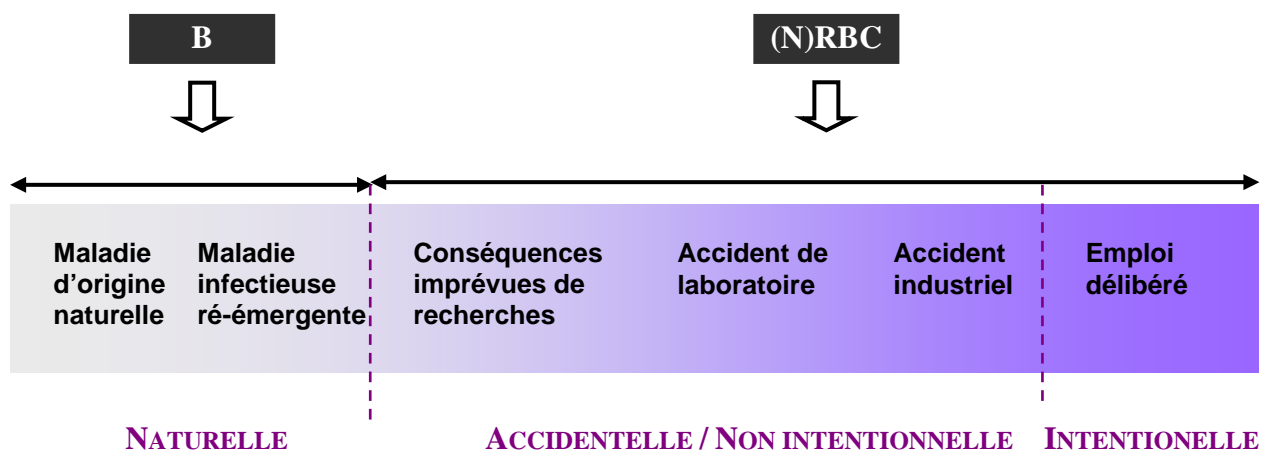 B
(N)RBC
Maladie
d'origine
naturelle
Maladie
infectieuse
ré-émergente
Conséquences
imprévues de
recherches
Accident de
laboratoire
Accident
industriel
Emploi
délibéré
NATURELLE
ACCIDENTELLE / NON INTENTIONNELLE
INTENTIONELLE